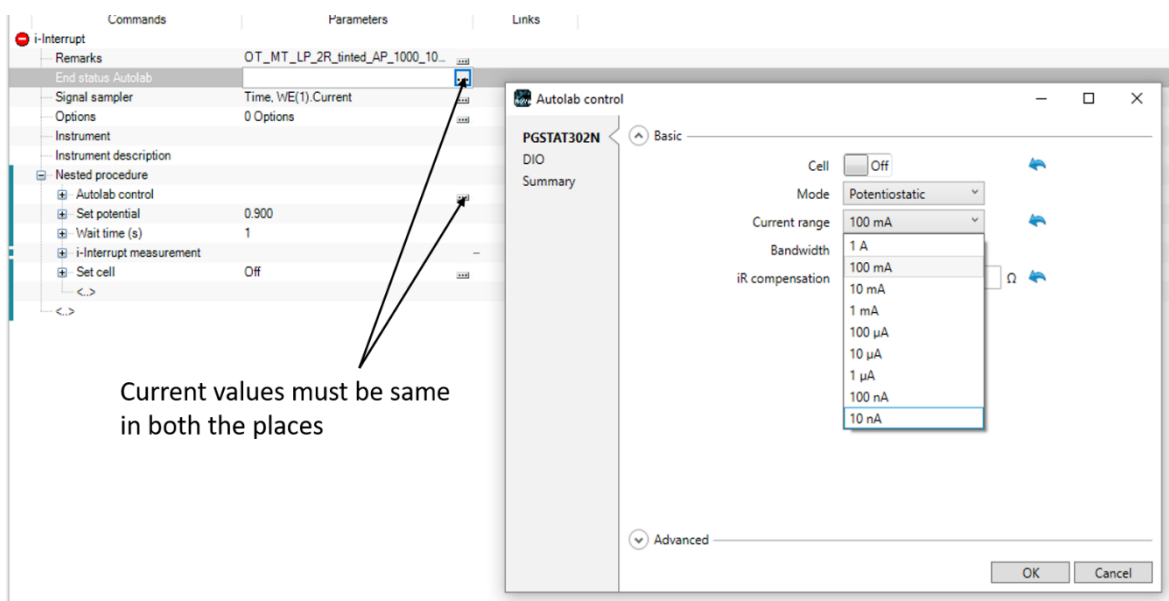 Commands Parameters Links
i-Interrupt
Remarks OT_MT_LP_2R_tinted_AP_1000_10... ...
End status Autolab ...
Signal sampler Time, WE(1).Current ...
Options 0 Options ...
Instrument
Instrument description
Nested procedure
Autolab control ...
Set potential 0.900
Wait time (s) 1
i-Interrupt measurement –
Set cell Off ...
<..>
<..>
Current values must be same
in both the places
Autolab control
PGSTAT302N
DIO
Summary
Basic
Cell Off
Mode Potentiostatic
Current range 100 mA
Bandwidth
iR compensation Ω
1 A
100 mA
10 mA
1 mA
100 µA
10 µA
1 µA
100 nA
10 nA
Advanced
OK Cancel